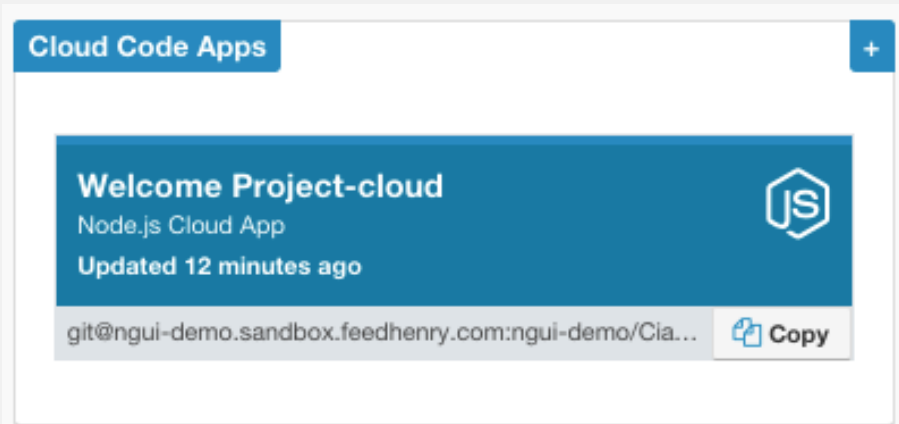 Cloud Code Apps
+
Welcome Project-cloud
JS
Node.js Cloud App
Updated 12 minutes ago
git@ngui-demo.sandbox.feedhenry.com:ngui-demo/Cia...
Copy